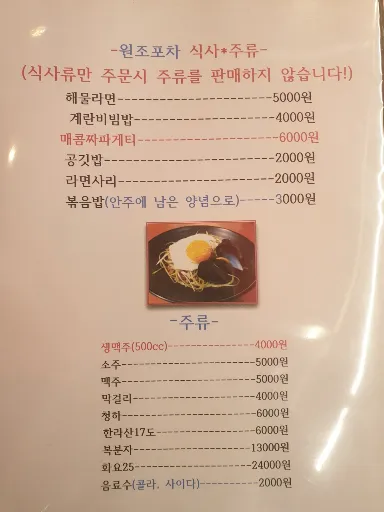 -원조포차 식사*주류-
(식사류만 주문시 주류를 판매하지 않습니다!)
해물라면--------------------5000원
계란비빔밥------------------4000원
매콤짜파게티----------------6000원
공깃밥----------------------2000원
라면사리--------------------2000원
볶음밥(안주에 남은 양념으로)-----3000원
-주류-
생맥주(500cc)---------------4000원
소주------------------------5000원
맥주------------------------5000원
막걸리----------------------4000원
청하------------------------6000원
한라산17도------------------6000원
복분자---------------------13000원
화요25---------------------24000원
음료수(콜라, 사이다)----------2000원